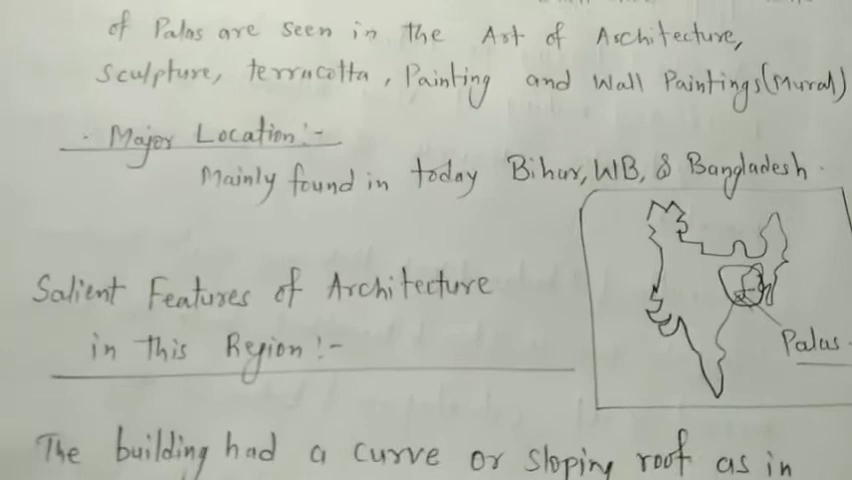 of Palas are seen in the Art of Architecture,
Sculpture, terracotta, Painting and Wall Paintings (Mural)
Major Location :-
Mainly found in today Bihar, WB, & Bangladesh.
Salient Features of Architecture
in this Region :-
Palas
The building had a curve or sloping roof as in